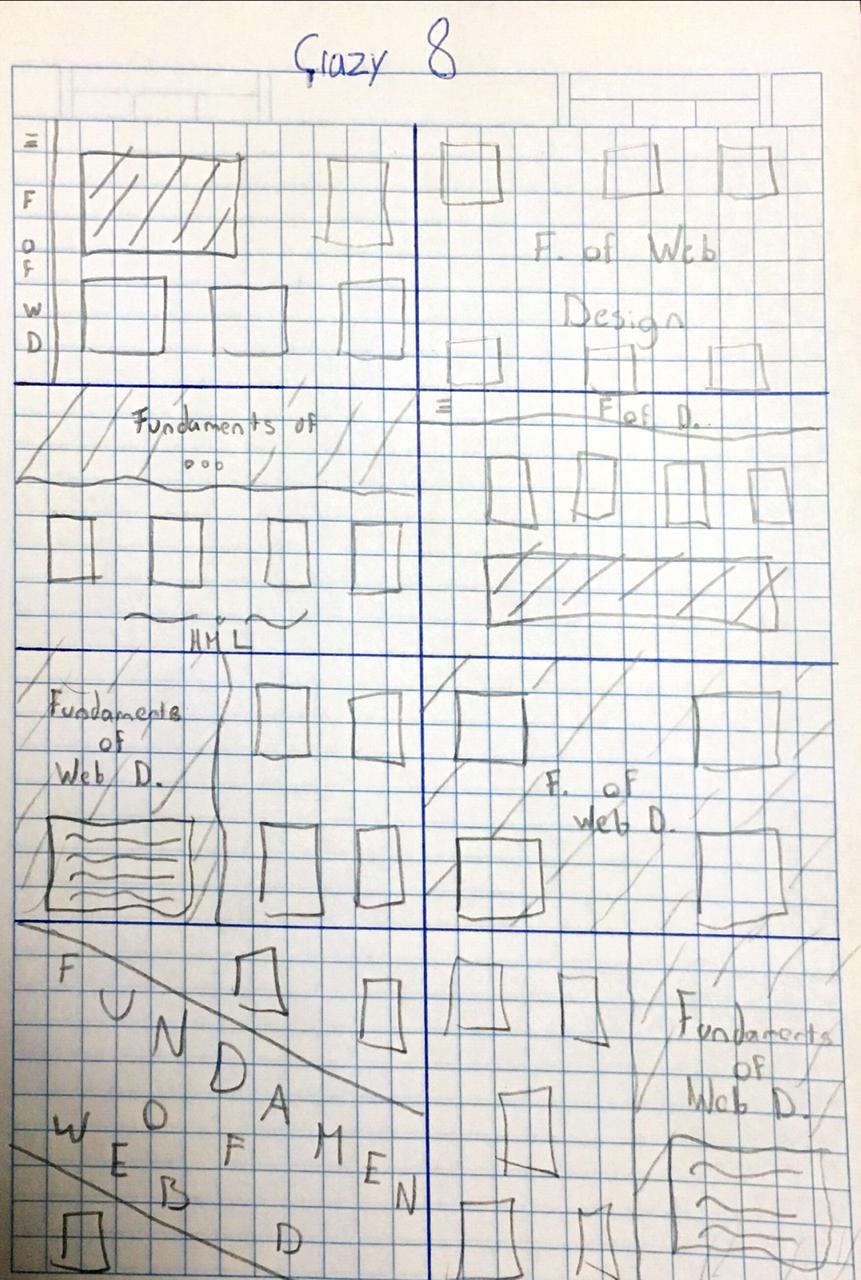 Crazy 8
F
O
F
W
D
F. of Web
Design
Fundaments of
F of D.
HML
Fundaments
of
Web D.
F. of
Web D.
F
U
N
D
A
M
E
N
O
F
W
E
B
D
Fundaments
of
Web D.